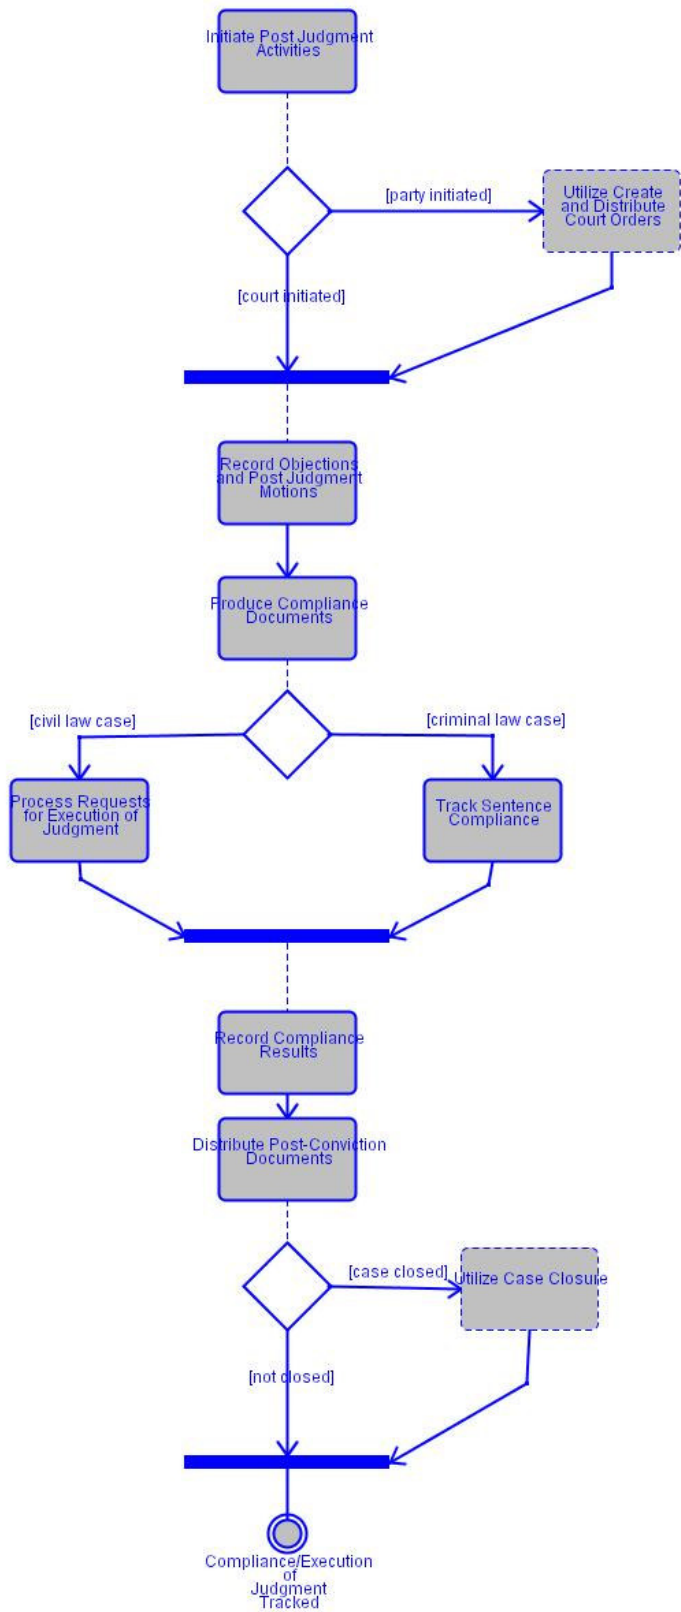 Initiate Post Judgment
Activities
[party initiated]
Utilize Create
and Distribute
Court Orders
[court initiated]
Record Objections
and Post Judgment
Motions
Produce Compliance
Documents
[civil law case]
[criminal law case]
Process Requests
for Execution of
Judgment
Track Sentence
Compliance
Record Compliance
Results
Distribute Post-Conviction
Documents
[case closed]
Utilize Case Closure
[not closed]
Compliance/Execution
of
Judgment
Tracked